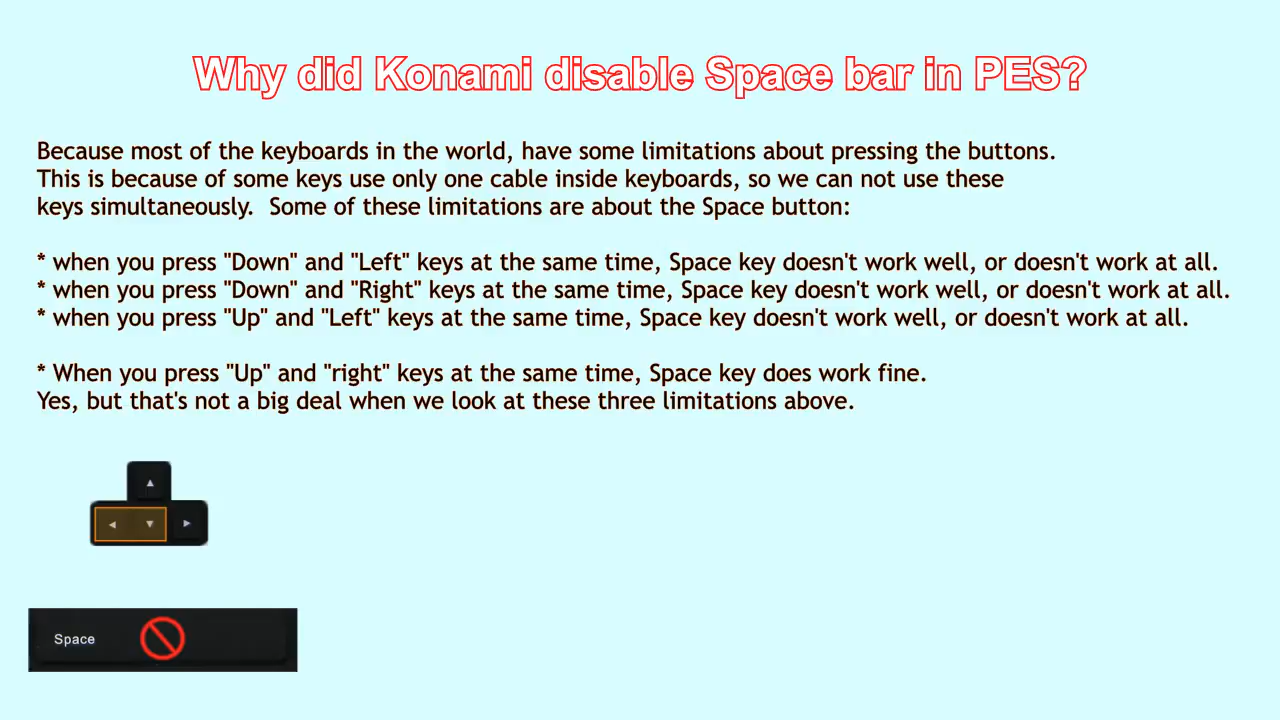 Why did Konami disable Space bar in PES?
Because most of the keyboards in the world, have some limitations about pressing the buttons.
This is because of some keys use only one cable inside keyboards, so we can not use these
keys simultaneously.  Some of these limitations are about the Space button:
* when you press "Down" and "Left" keys at the same time, Space key doesn't work well, or doesn't work at all.
* when you press "Down" and "Right" keys at the same time, Space key doesn't work well, or doesn't work at all.
* when you press "Up" and "Left" keys at the same time, Space key doesn't work well, or doesn't work at all.
* When you press "Up" and "right" keys at the same time, Space key does work fine.
Yes, but that's not a big deal when we look at these three limitations above.
Space